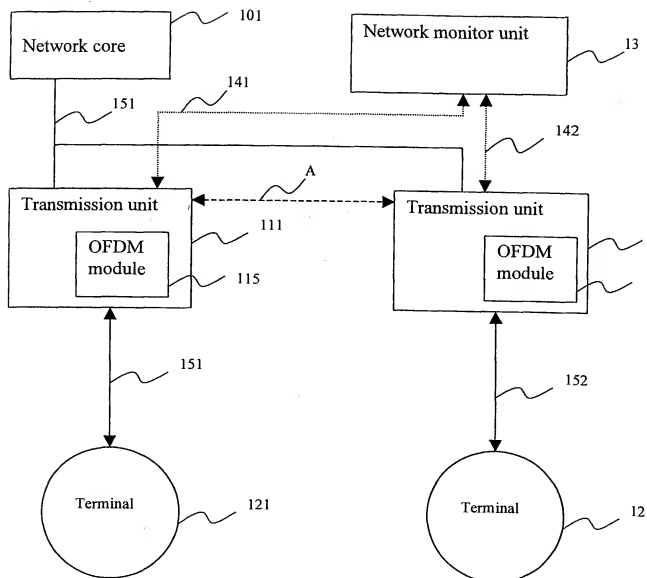 101
Network core
Network monitor unit
13
141
151
142
A
Transmission unit
Transmission unit
111
OFDM
module
OFDM
module
115
151
152
Terminal
Terminal
121
12